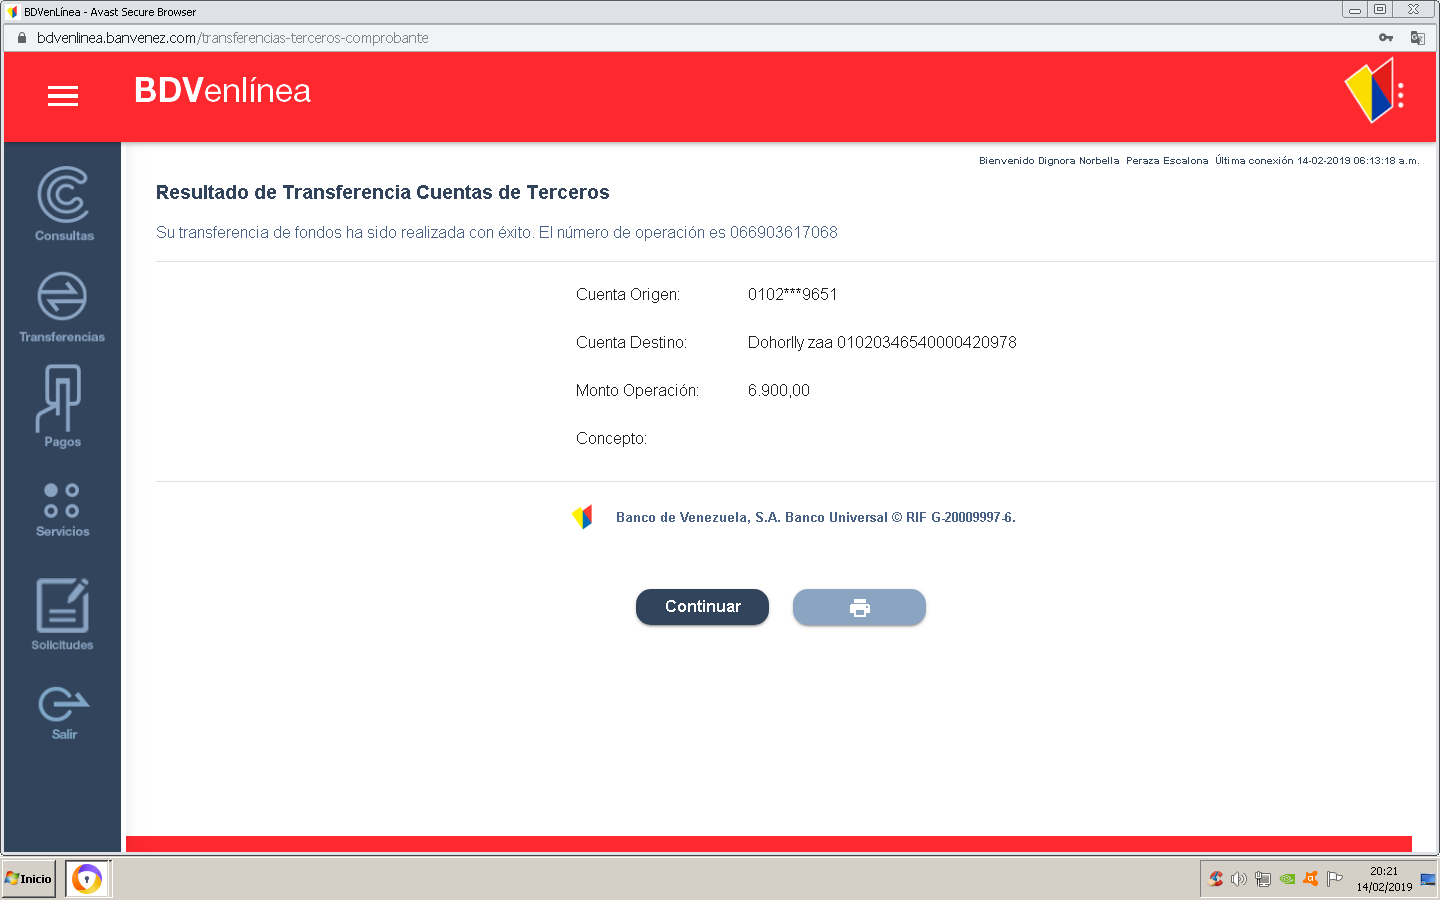 BDVenLínea - Avast Secure Browser
bdvenlinea.banvenez.com/transferencias-terceros-comprobante
BDVenlínea
Bienvenido Dignora Norbella Peraza Escalona Última conexión 14-02-2019 06:13:18 a.m.
Resultado de Transferencia Cuentas de Terceros
Su transferencia de fondos ha sido realizada con éxito. El número de operación es 066903617068
Cuenta Origen: 0102***9651
Cuenta Destino: Dohorlly zaa 01020346540000420978
Monto Operación: 6.900,00
Concepto:
Banco de Venezuela, S.A. Banco Universal © RIF G-20009997-6.
Continuar
Consultas
Transferencias
Pagos
Servicios
Solicitudes
Salir
Inicio
20:21
14/02/2019